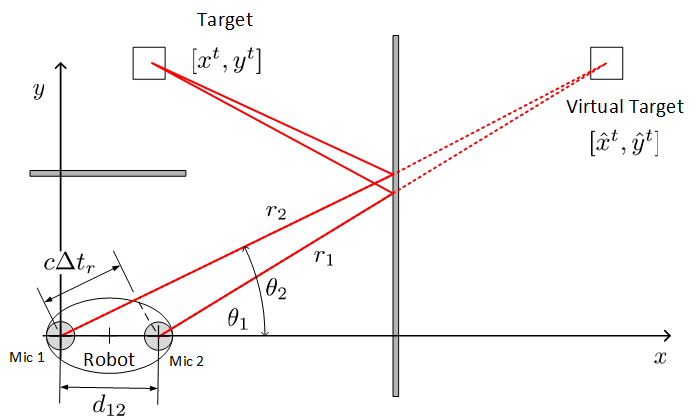 Target
[x^t, y^t]
y
Virtual Target
[x̂^t, ŷ^t]
r_2
cΔt_r
r_1
θ_2
θ_1
Mic 1
Robot
Mic 2
x
d_12